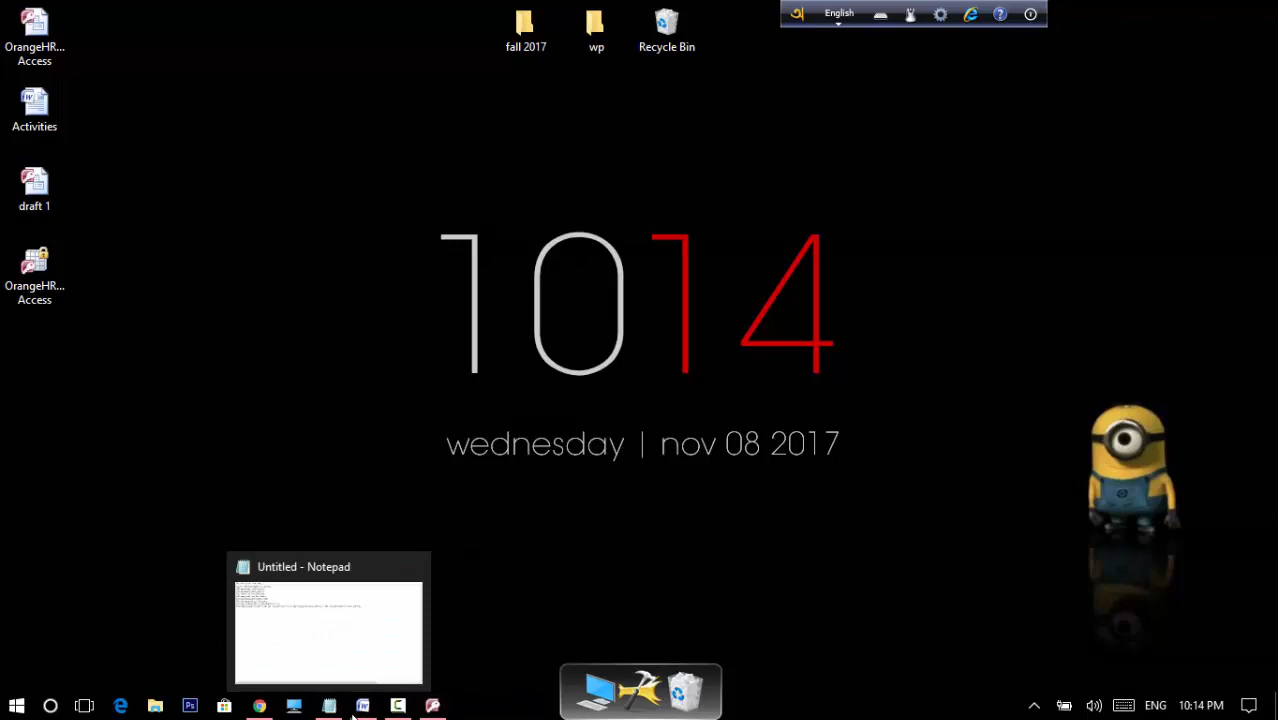 OrangeHR...
Access
Activities
draft 1
OrangeHR...
Access
fall 2017
wp
Recycle Bin
অ
English
1014
wednesday | nov 08 2017
Untitled - Notepad
Ps
ENG
10:14 PM